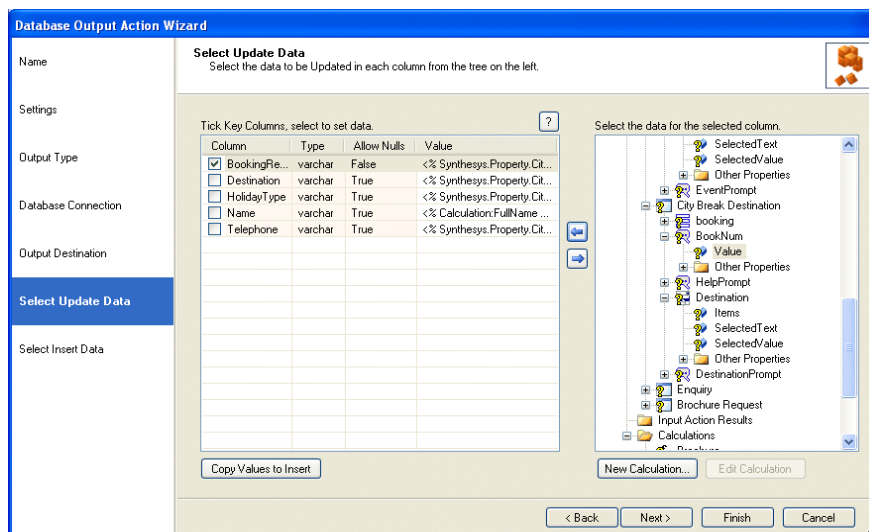 Database Output Action Wizard
Name
Settings
Output Type
Database Connection
Output Destination
Select Update Data
Select Insert Data
Select Update Data
Select the data to be Updated in each column from the tree on the left.
Tick Key Columns, select to set data.
?
Column Type Allow Nulls Value
BookingRe... varchar False <% Synthesys.Property.Cit...
Destination varchar True <% Synthesys.Property.Cit...
HolidayType varchar True <% Synthesys.Property.Cit...
Name varchar True <% Calculation:FullName ...
Telephone varchar True <% Synthesys.Property.Cit...
Copy Values to Insert
Select the data for the selected column.
SelectedText
SelectedValue
Other Properties
EventPrompt
City Break Destination
booking
BookNum
Value
Other Properties
HelpPrompt
Destination
Items
SelectedText
SelectedValue
Other Properties
DestinationPrompt
Enquiry
Brochure Request
Input Action Results
Calculations
New Calculation...
Edit Calculation
< Back
Next >
Finish
Cancel